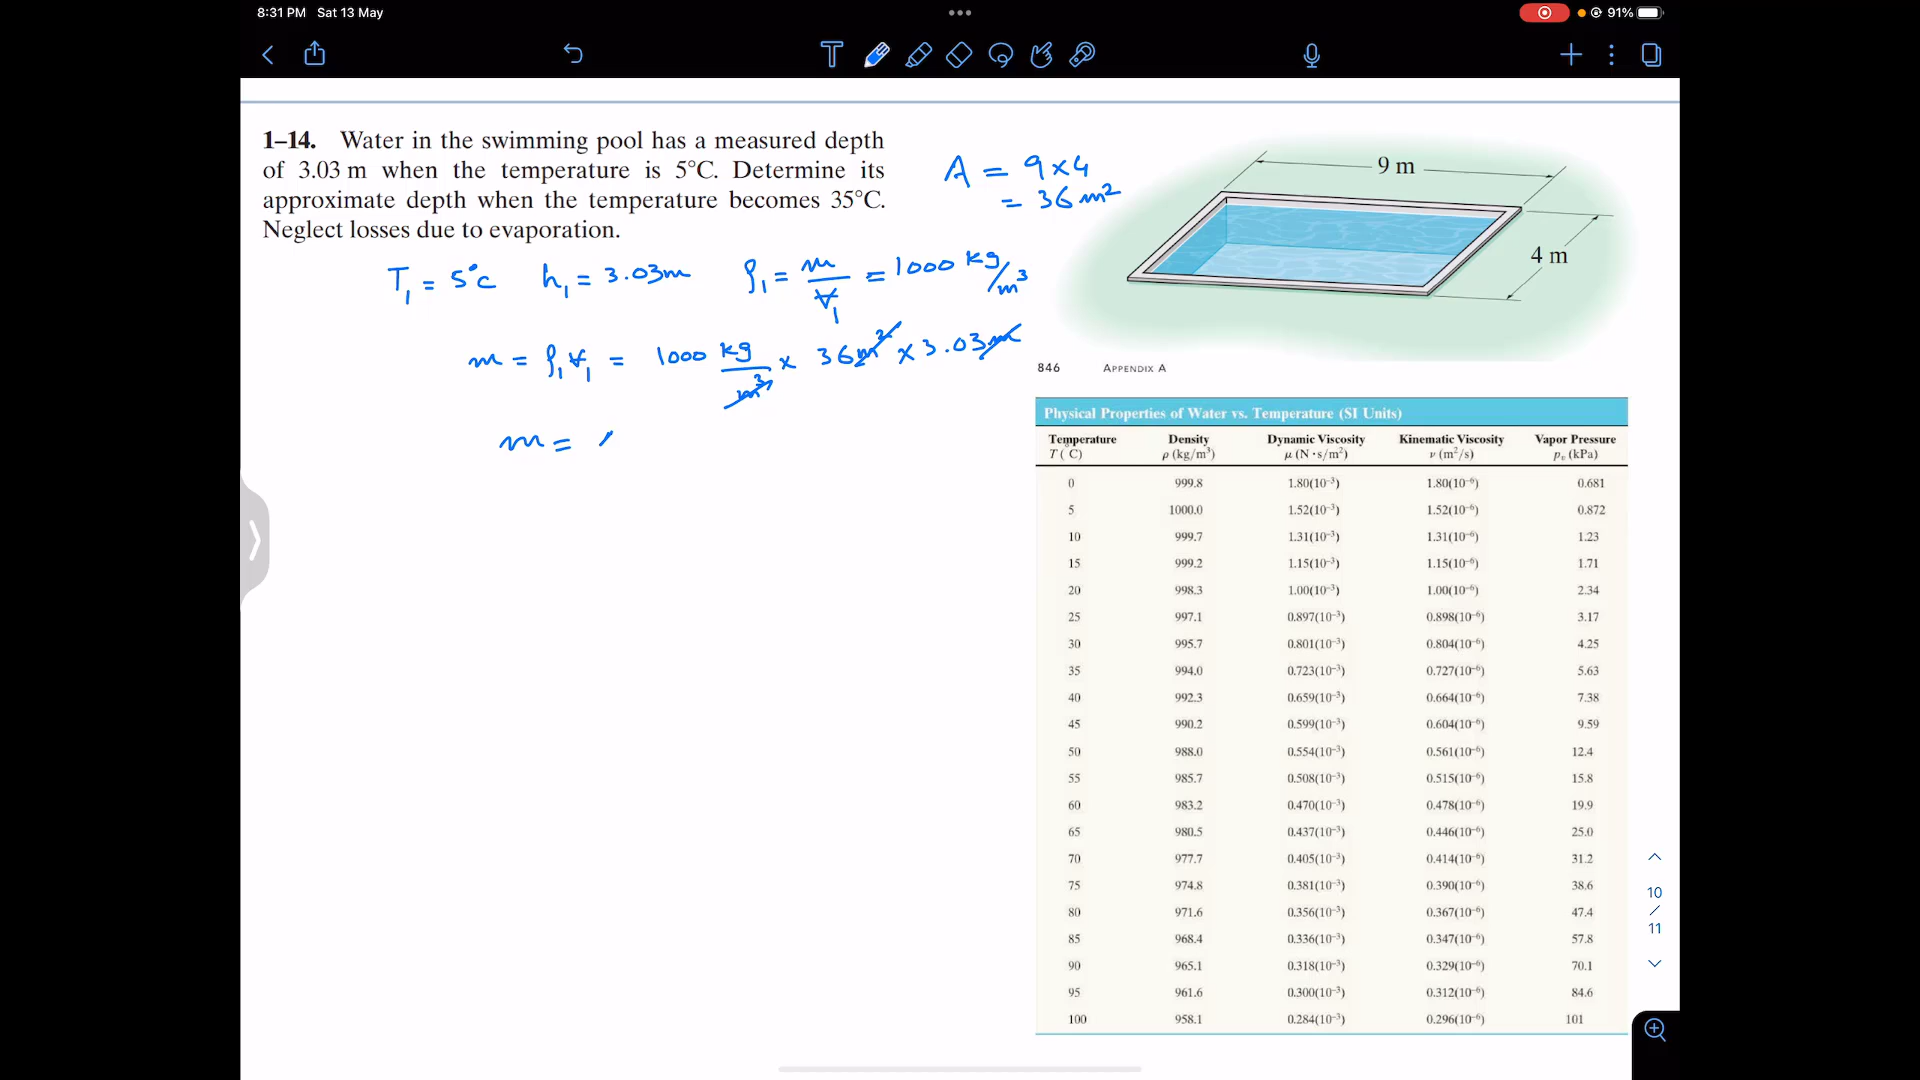 8:31 PM Sat 13 May
91%
1–14. Water in the swimming pool has a measured depth
of 3.03 m when the temperature is 5°C. Determine its
approximate depth when the temperature becomes 35°C.
Neglect losses due to evaporation.
A = 9 x 4
= 36 m²
9 m
4 m
T₁ = 5°C h₁ = 3.03m ρ₁ = m/V₁ = 1000 kg/m³
m = ρ₁V₁ = 1000 kg/m³ x 36m² x 3.03m
m =
846 APPENDIX A
Physical Properties of Water vs. Temperature (SI Units)
Temperature Density Dynamic Viscosity Kinematic Viscosity Vapor Pressure
T (°C) ρ (kg/m³) μ (N·s/m²) ν (m²/s) pᵥ (kPa)
0 999.8 1.80(10⁻³) 1.80(10⁻⁶) 0.681
5 1000.0 1.52(10⁻³) 1.52(10⁻⁶) 0.872
10 999.7 1.31(10⁻³) 1.31(10⁻⁶) 1.23
15 999.2 1.15(10⁻³) 1.15(10⁻⁶) 1.71
20 998.3 1.00(10⁻³) 1.00(10⁻⁶) 2.34
25 997.1 0.897(10⁻³) 0.898(10⁻⁶) 3.17
30 995.7 0.801(10⁻³) 0.804(10⁻⁶) 4.25
35 994.0 0.723(10⁻³) 0.727(10⁻⁶) 5.63
40 992.3 0.659(10⁻³) 0.664(10⁻⁶) 7.38
45 990.2 0.599(10⁻³) 0.604(10⁻⁶) 9.59
50 988.0 0.554(10⁻³) 0.561(10⁻⁶) 12.4
55 985.7 0.508(10⁻³) 0.515(10⁻⁶) 15.8
60 983.2 0.470(10⁻³) 0.478(10⁻⁶) 19.9
65 980.5 0.437(10⁻³) 0.446(10⁻⁶) 25.0
70 977.7 0.405(10⁻³) 0.414(10⁻⁶) 31.2
75 974.8 0.381(10⁻³) 0.390(10⁻⁶) 38.6
80 971.6 0.356(10⁻³) 0.367(10⁻⁶) 47.4
85 968.4 0.336(10⁻³) 0.347(10⁻⁶) 57.8
90 965.1 0.318(10⁻³) 0.329(10⁻⁶) 70.1
95 961.6 0.300(10⁻³) 0.312(10⁻⁶) 84.6
100 958.1 0.284(10⁻³) 0.296(10⁻⁶) 101
10
/
11